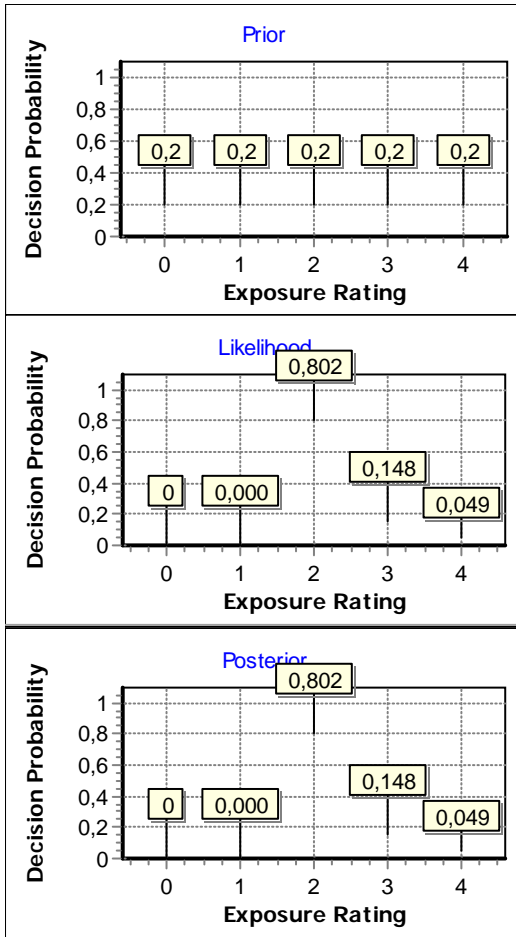 Prior
Decision Probability
1
0,8
0,6
0,4
0,2
0
0,2 0,2 0,2 0,2 0,2
0 1 2 3 4
Exposure Rating
Likelihood
Decision Probability
1
0,8
0,6
0,4
0,2
0
0 0,000 0,802 0,148 0,049
0 1 2 3 4
Exposure Rating
Posterior
Decision Probability
1
0,8
0,6
0,4
0,2
0
0 0,000 0,802 0,148 0,049
0 1 2 3 4
Exposure Rating